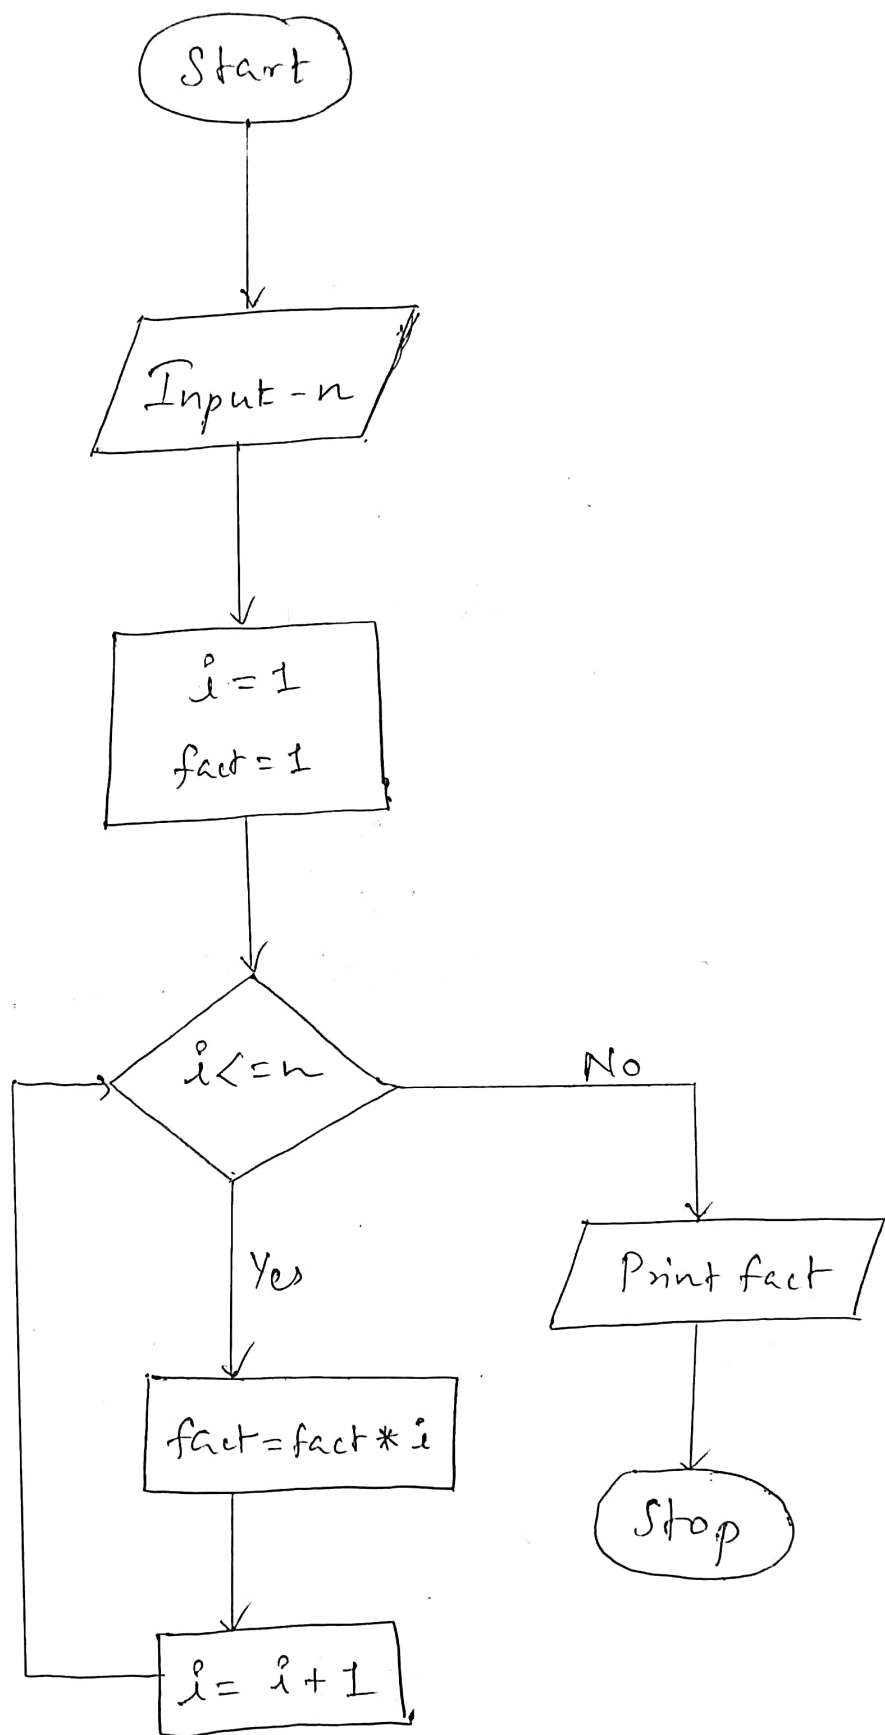 Start
Input - n
i = 1
fact = 1
i <= n
No
Yes
Print fact
fact = fact * i
Stop
i = i + 1